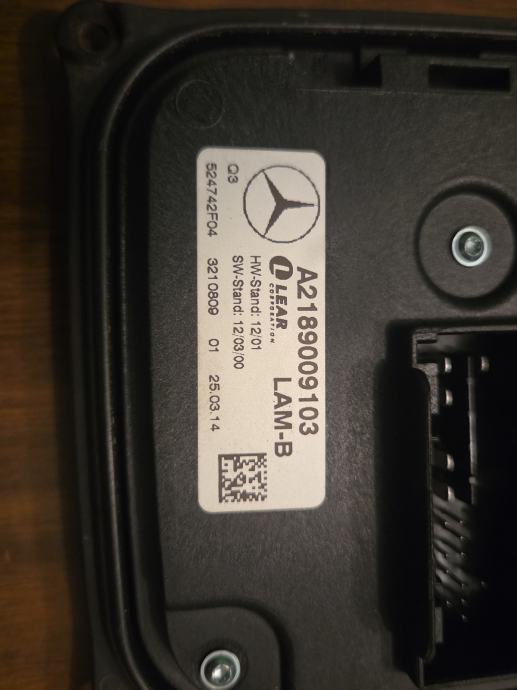 A2189009103
LEAR LAM-B
CORPORATION
HW-Stand: 12/01
SW-Stand: 12/03/00
Q3
524742F04 3210809 01 25.03.14